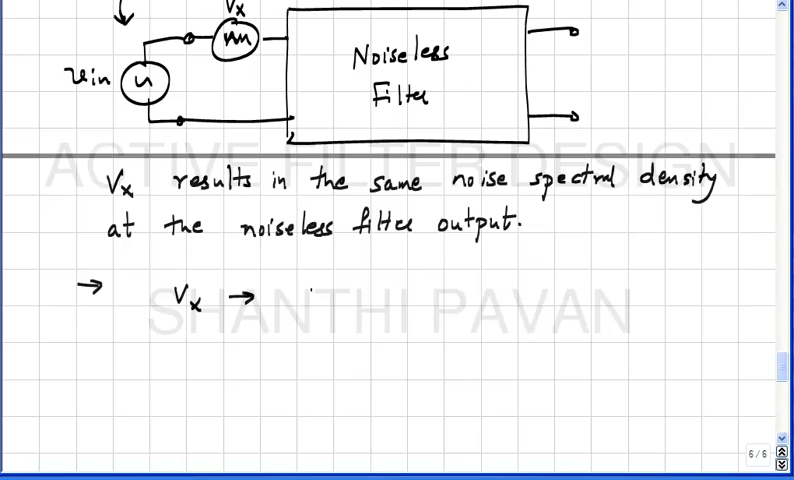 Vx
vin
Noiseless
Filter
ACTIVE FILTER DESIGN
Vx results in the same noise spectral density
at the noiseless filter output.
→ Vx →
SHANTHI PAVAN
6 / 6